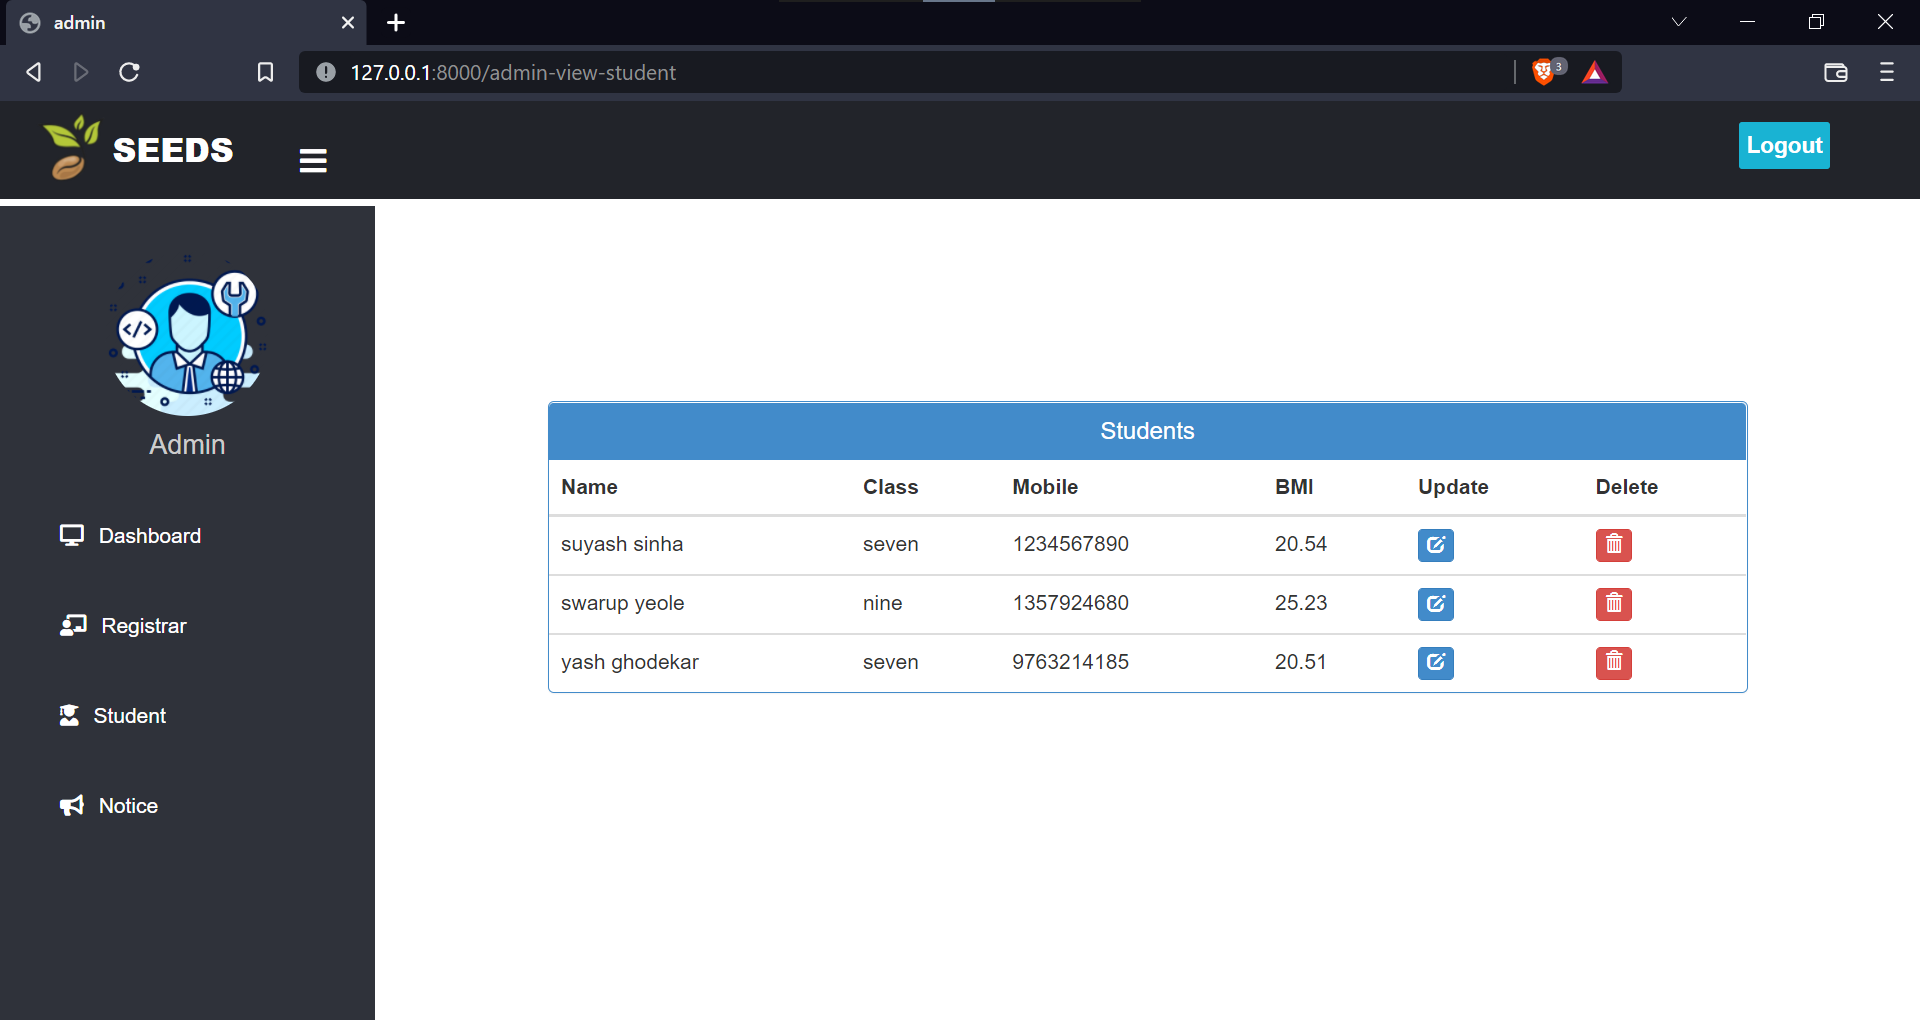 admin
127.0.0.1:8000/admin-view-student
3
SEEDS
Logout
Admin
Dashboard
Registrar
Student
Notice
Students
Name Class Mobile BMI Update Delete
suyash sinha seven 1234567890 20.54
swarup yeole nine 1357924680 25.23
yash ghodekar seven 9763214185 20.51